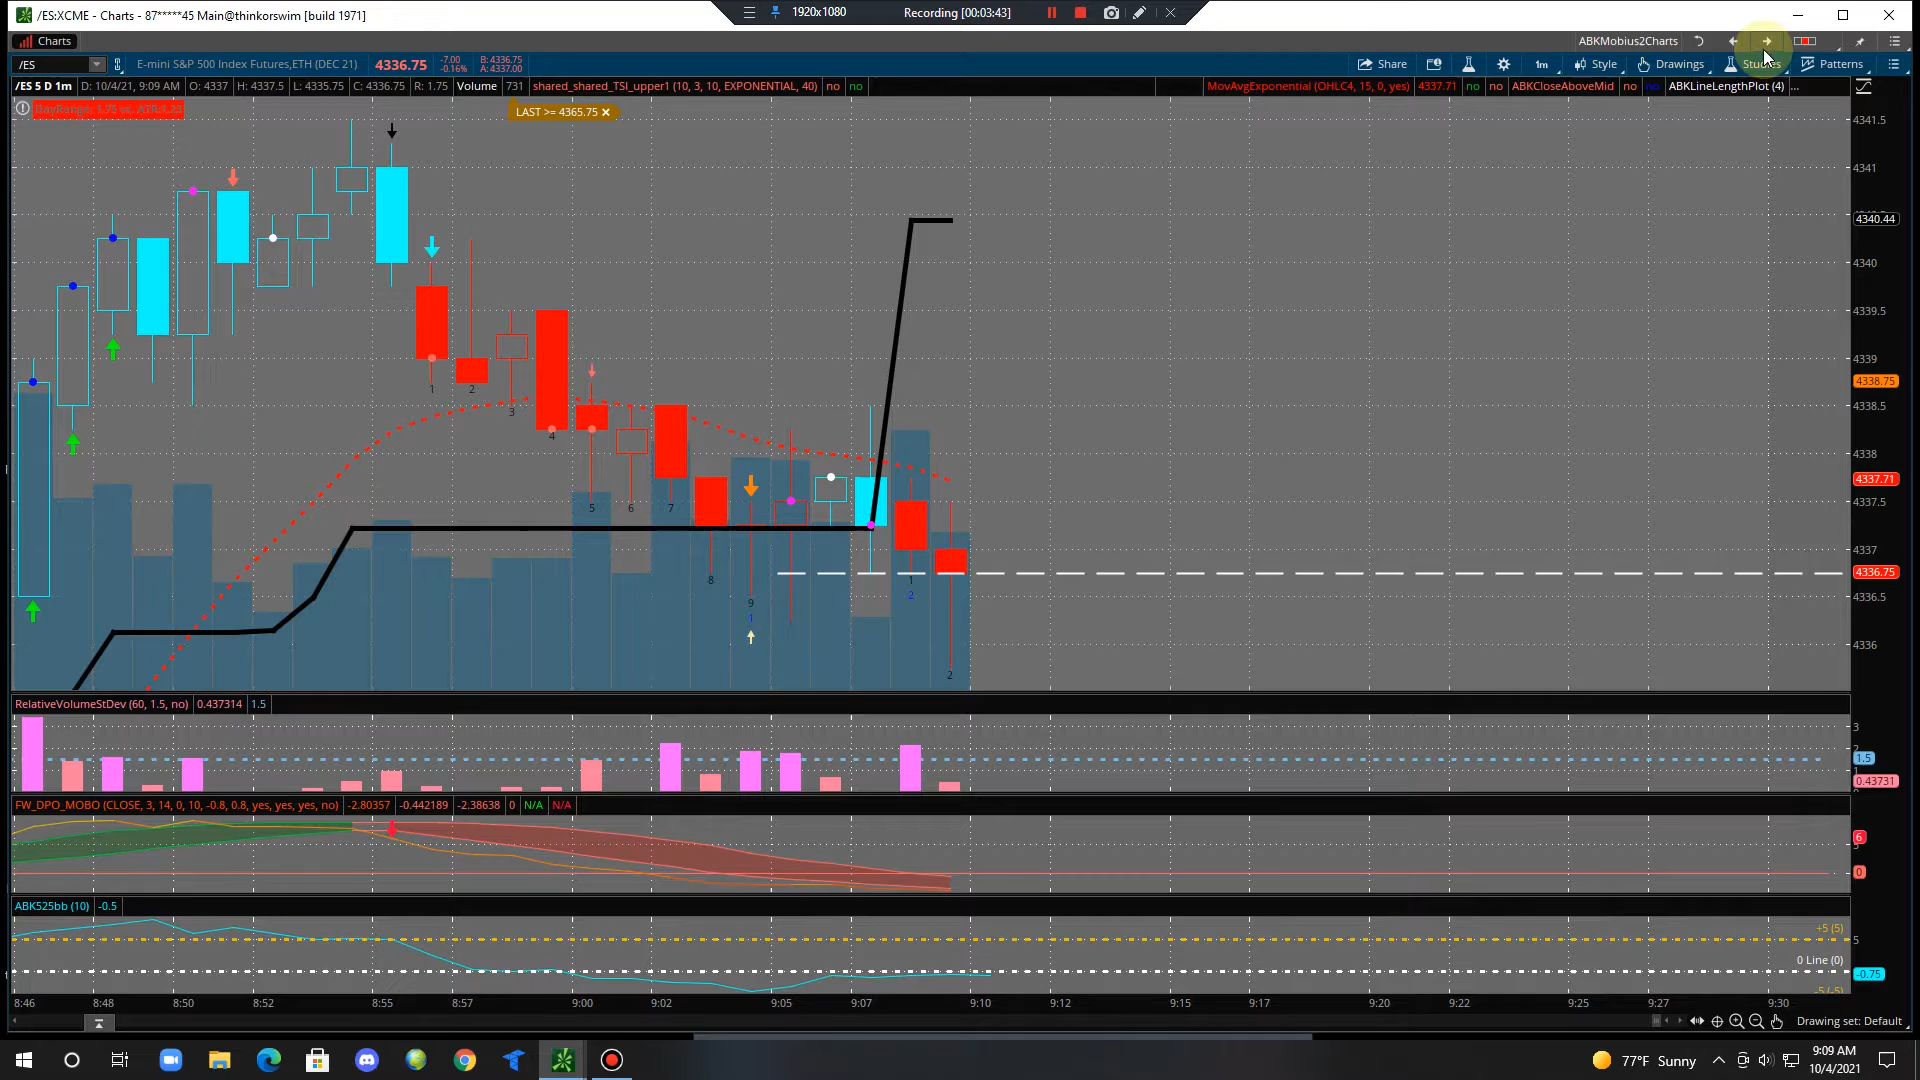 /ES:XCME - Charts - 87*****45 Main@thinkorswim [build 1971]
1920x1080 Recording [00:03:43]
Charts ABKMobius2Charts
/ES E-mini S&P 500 Index Futures,ETH (DEC 21) 4336.75 -7.00 -0.16% B: 4336.75 A: 4337.00 Share 1m Style Drawings Studies Patterns
/ES 5 D 1m D: 10/4/21, 9:09 AM O: 4337 H: 4337.5 L: 4335.75 C: 4336.75 R: 1.75 Volume 731 shared_shared_TSI_upper1 (10, 3, 10, EXPONENTIAL, 40) no no MovAvgExponential (OHLC4, 15, 0, yes) 4337.71 no no ABKCloseAboveMid no no ABKLineLengthPlot (4) ...
LAST >= 4365.75
4341.5
4341
4340.44
4340
4339.5
4339
4338.75
4338.5
4338
4337.71
4337.5
4337
4336.75
4336.5
4336
1 2 3 4 5 6 7 8 9 1 1 2 2
RelativeVolumeStDev (60, 1.5, no) 0.437314 1.5
3
2
1.5
1
0.43731
FW_DPO_MOBO (CLOSE, 3, 14, 0, 10, -0.8, 0.8, yes, yes, yes, no) -2.80357 -0.442189 -2.38638 0 N/A N/A
6
0
ABK525bb (10) -0.5
+5 (5)
5
0 Line (0)
-0.75
-5 (-5)
8:46 8:48 8:50 8:52 8:55 8:57 9:00 9:02 9:05 9:07 9:10 9:12 9:15 9:17 9:20 9:22 9:25 9:27 9:30
Drawing set: Default
77°F Sunny 9:09 AM
10/4/2021